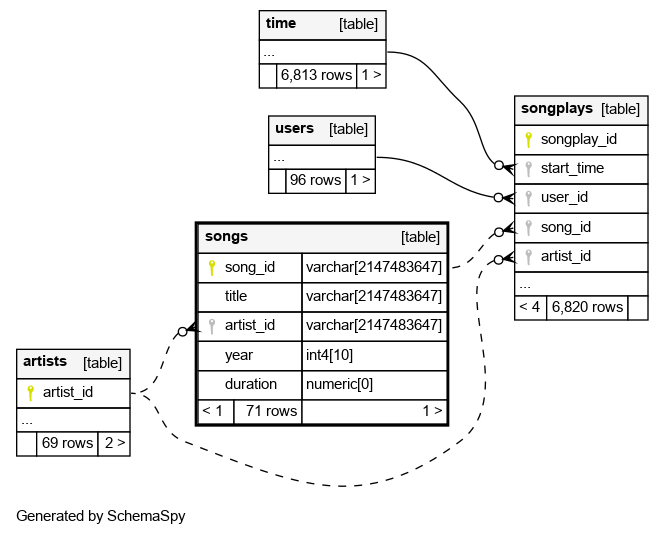 time [table]
...
6,813 rows 1 >
users [table]
...
96 rows 1 >
songplays [table]
songplay_id
start_time
user_id
song_id
artist_id
...
< 4 6,820 rows
songs [table]
song_id varchar[2147483647]
title varchar[2147483647]
artist_id varchar[2147483647]
year int4[10]
duration numeric[0]
< 1 71 rows 1 >
artists [table]
artist_id
...
69 rows 2 >
Generated by SchemaSpy